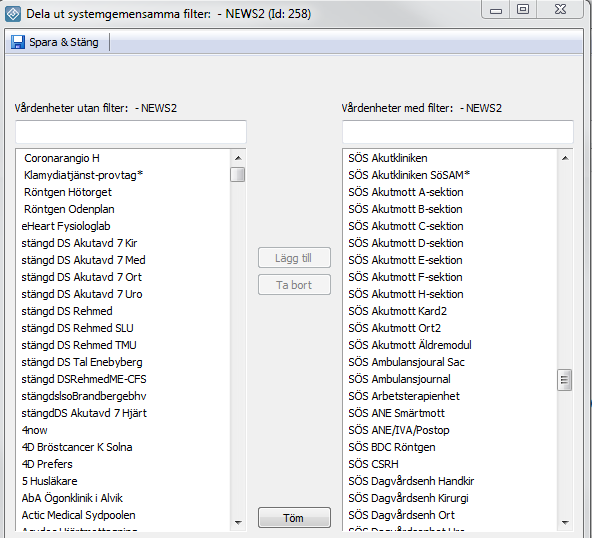 Dela ut systemgemensamma filter:  - NEWS2 (Id: 258)
Spara & Stäng
Vårdenheter utan filter:  - NEWS2
Coronarangio H
Klamydiatjänst-provtag*
Röntgen Hötorget
Röntgen Odenplan
eHeart Fysiologlab
stängd DS Akutavd 7 Kir
stängd DS Akutavd 7 Med
stängd DS Akutavd 7 Ort
stängd DS Akutavd 7 Uro
stängd DS Rehmed
stängd DS Rehmed SLU
stängd DS Rehmed TMU
stängd DS Tal Enebyberg
stängd DSRehmedME-CFS
stängdslsoBrandbergebhv
stängdDS Akutavd 7 Hjärt
4now
4D Bröstcancer K Solna
4D Prefers
5 Husläkare
AbA Ögonklinik i Alvik
Actic Medical Sydpoolen
Lägg till
Ta bort
Töm
Vårdenheter med filter:  - NEWS2
SÖS Akutkliniken
SÖS Akutkliniken SöSAM*
SÖS Akutmott A-sektion
SÖS Akutmott B-sektion
SÖS Akutmott C-sektion
SÖS Akutmott D-sektion
SÖS Akutmott E-sektion
SÖS Akutmott F-sektion
SÖS Akutmott H-sektion
SÖS Akutmott Kard2
SÖS Akutmott Ort2
SÖS Akutmott Äldremodul
SÖS Ambulansjoural Sac
SÖS Ambulansjournal
SÖS Arbetsterapienhet
SÖS ANE Smärtmott
SÖS ANE/IVA/Postop
SÖS BDC Röntgen
SÖS CSRH
SÖS Dagvårdsenh Handkir
SÖS Dagvårdsenh Kirurgi
SÖS Dagvårdsenh Ort